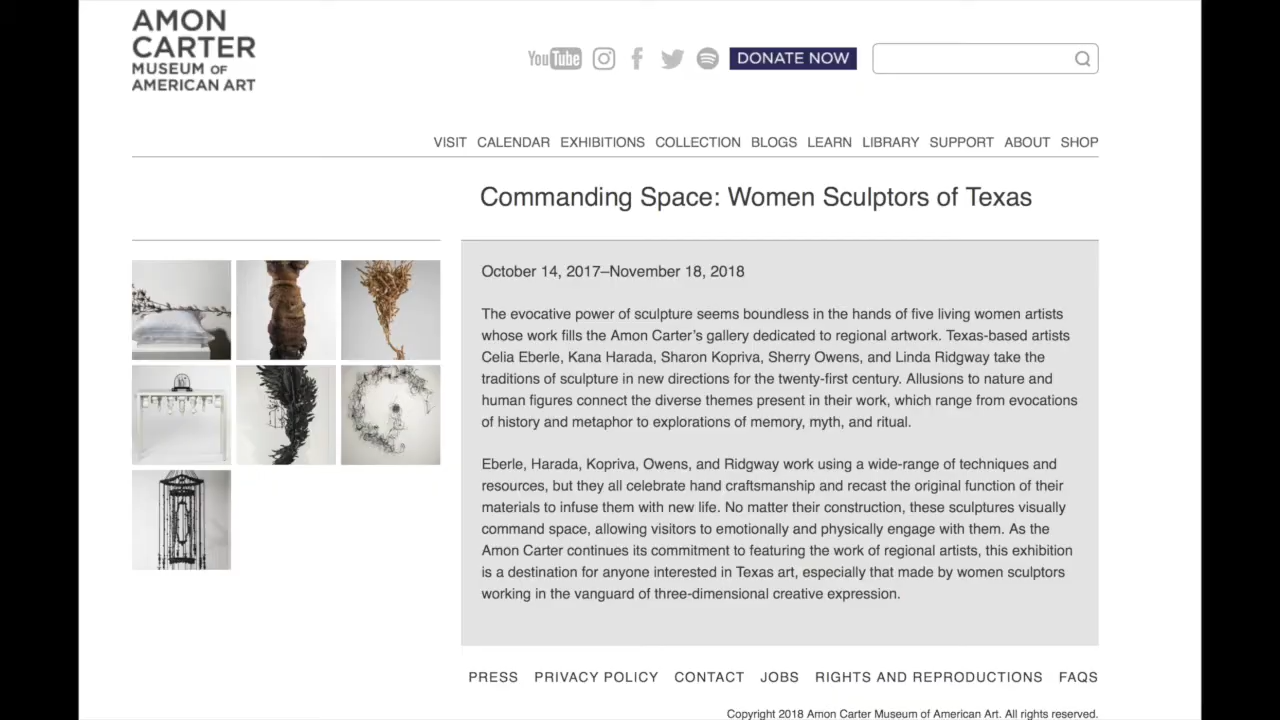 AMON
CARTER
MUSEUM OF
AMERICAN ART
YouTube
DONATE NOW
VISIT CALENDAR EXHIBITIONS COLLECTION BLOGS LEARN LIBRARY SUPPORT ABOUT SHOP
Commanding Space: Women Sculptors of Texas
October 14, 2017–November 18, 2018
The evocative power of sculpture seems boundless in the hands of five living women artists
whose work fills the Amon Carter's gallery dedicated to regional artwork. Texas-based artists
Celia Eberle, Kana Harada, Sharon Kopriva, Sherry Owens, and Linda Ridgway take the
traditions of sculpture in new directions for the twenty-first century. Allusions to nature and
human figures connect the diverse themes present in their work, which range from evocations
of history and metaphor to explorations of memory, myth, and ritual.
Eberle, Harada, Kopriva, Owens, and Ridgway work using a wide-range of techniques and
resources, but they all celebrate hand craftsmanship and recast the original function of their
materials to infuse them with new life. No matter their construction, these sculptures visually
command space, allowing visitors to emotionally and physically engage with them. As the
Amon Carter continues its commitment to featuring the work of regional artists, this exhibition
is a destination for anyone interested in Texas art, especially that made by women sculptors
working in the vanguard of three-dimensional creative expression.
PRESS PRIVACY POLICY CONTACT JOBS RIGHTS AND REPRODUCTIONS FAQS
Copyright 2018 Amon Carter Museum of American Art. All rights reserved.